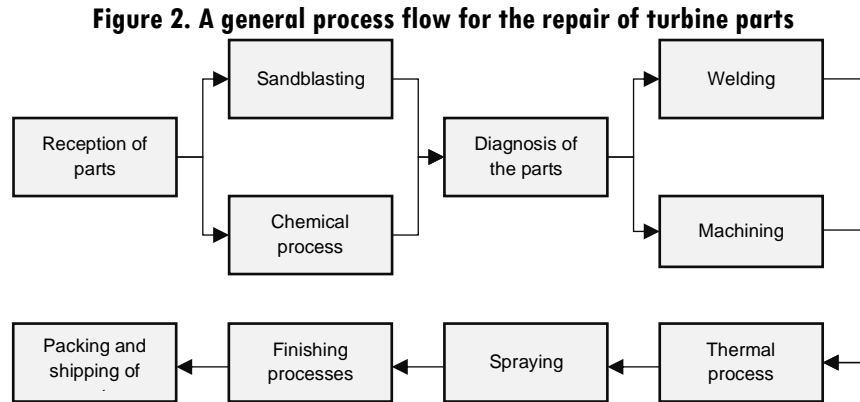 Figure 2. A general process flow for the repair of turbine parts
Sandblasting
Welding
Reception of
parts
Diagnosis of
the parts
Chemical
process
Machining
Packing and
shipping of
Finishing
processes
Spraying
Thermal
process